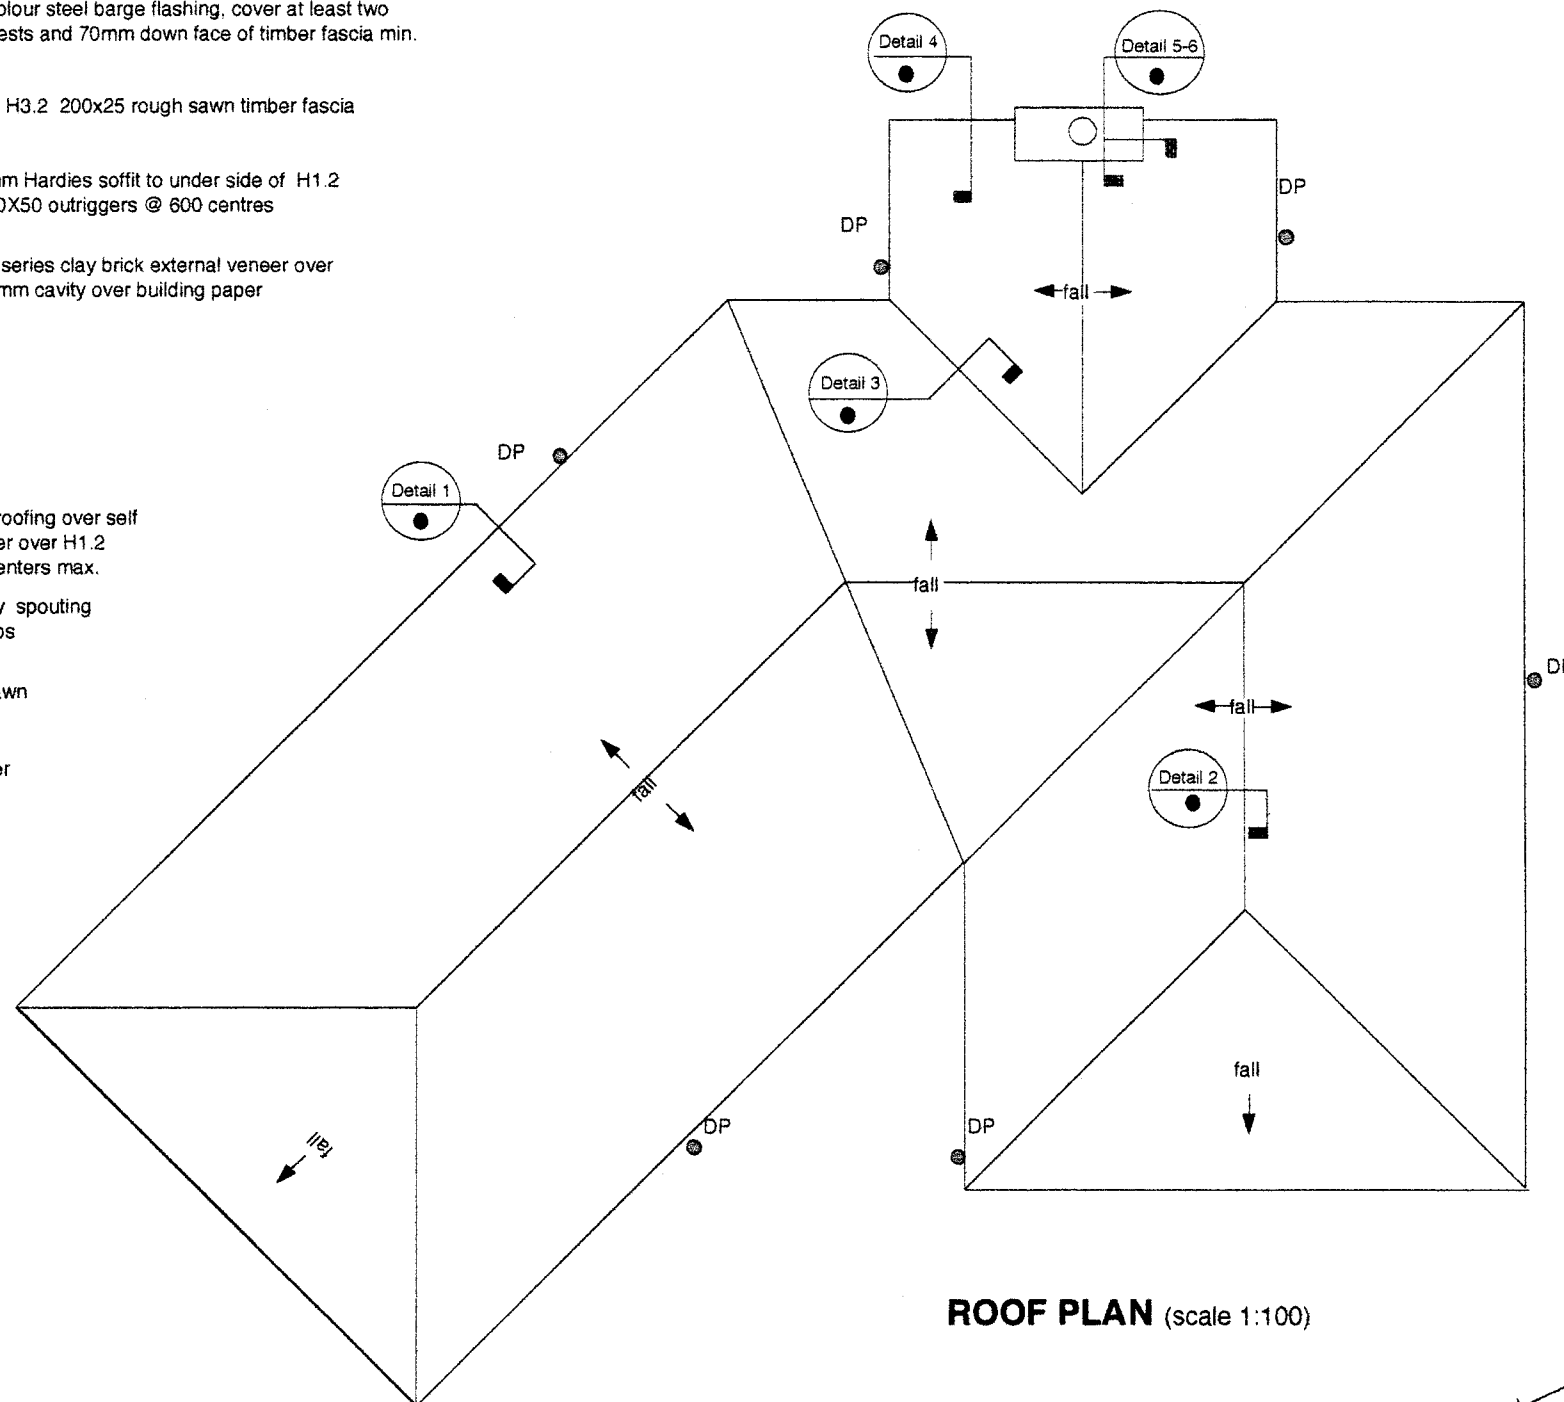 olour steel barge flashing, cover at least two
ests and 70mm down face of timber fascia min.
H3.2 200x25 rough sawn timber fascia
m Hardies soffit to under side of H1.2
0X50 outriggers @ 600 centres
series clay brick external veneer over
mm cavity over building paper
roofing over self
er over H1.2
enters max.
spouting
os
wn
er
Detail 4
Detail 5-6
DP
DP
fall
Detail 3
DP
Detail 1
fall
fall
Detail 2
fall
DP
fall
fall
DP
DP
ROOF PLAN (scale 1:100)